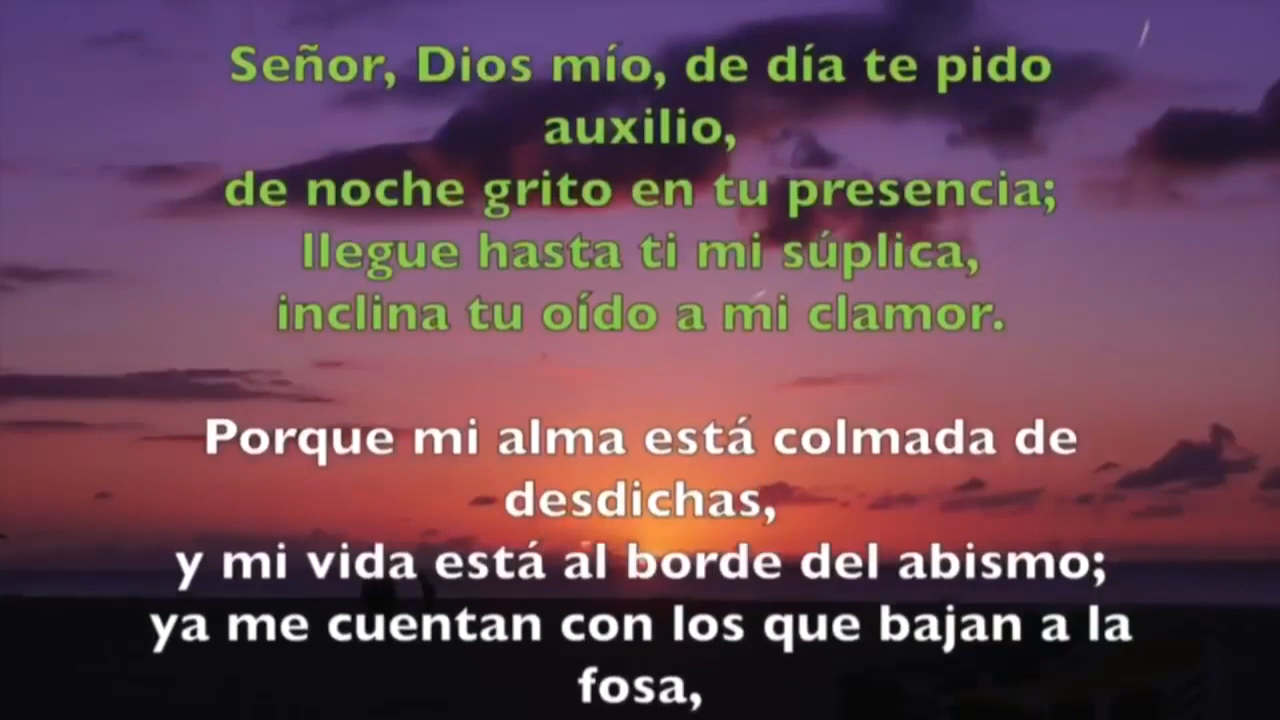 Señor, Dios mío, de día te pido
auxilio,
de noche grito en tu presencia;
llegue hasta ti mi súplica,
inclina tu oído a mi clamor.
Porque mi alma está colmada de
desdichas,
y mi vida está al borde del abismo;
ya me cuentan con los que bajan a la
fosa,